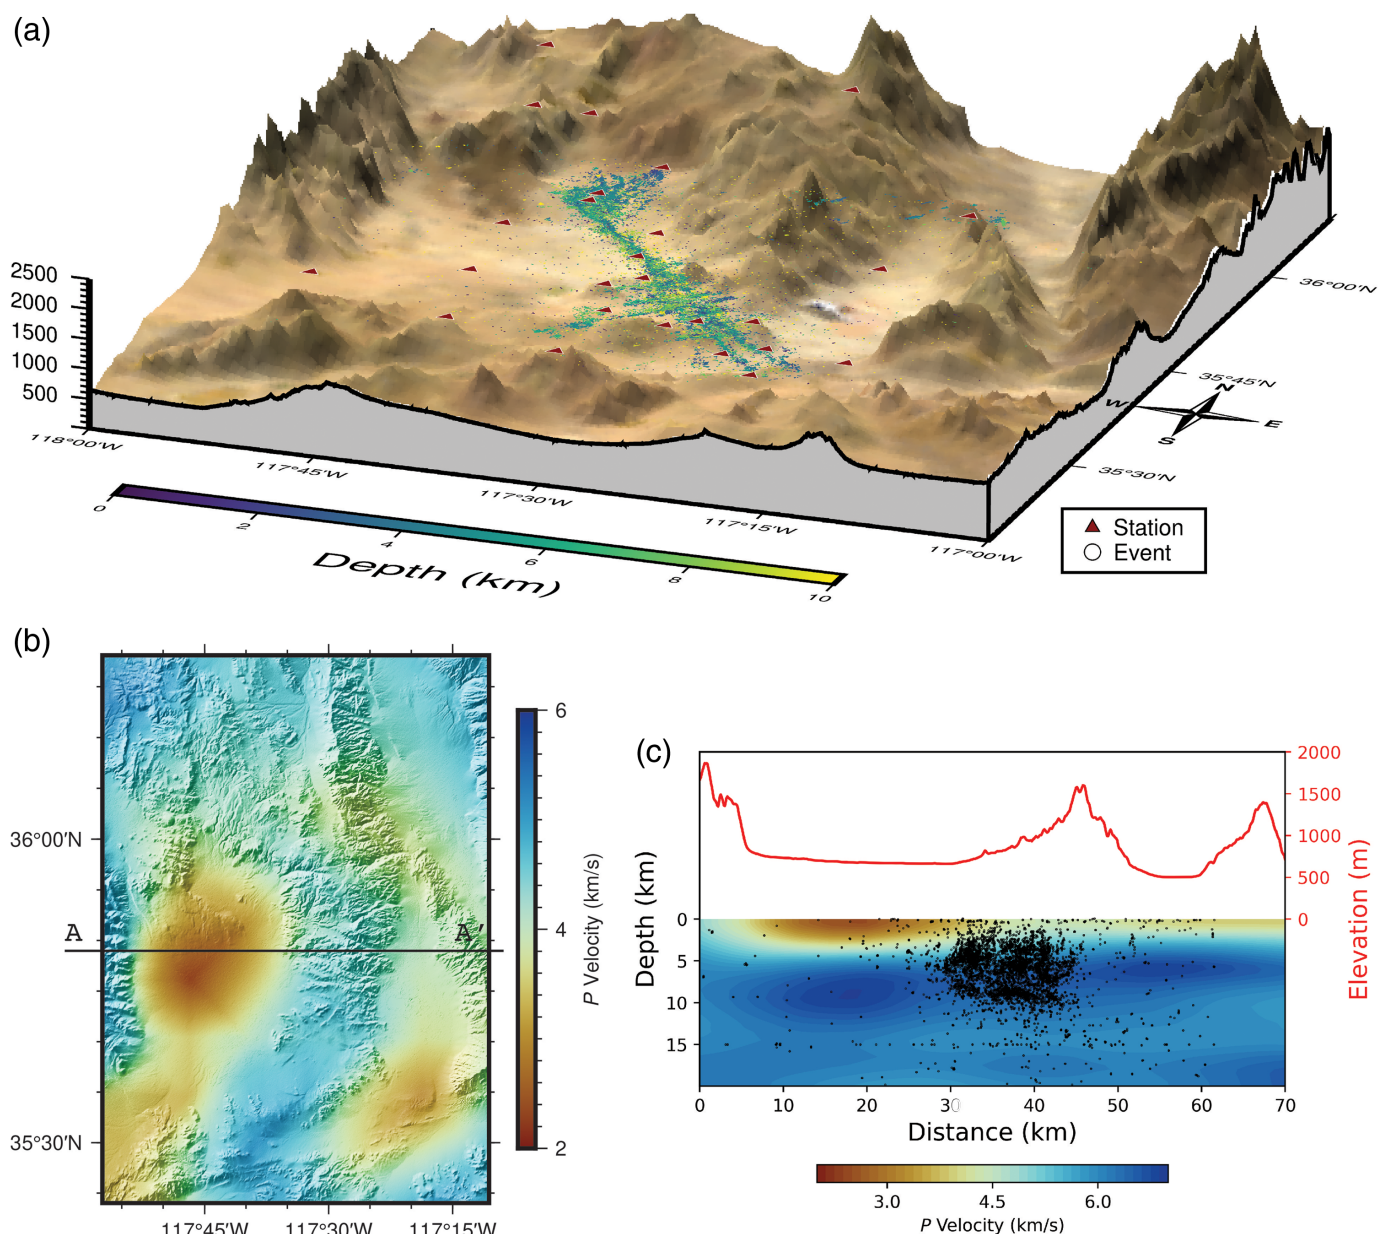 (a)
2500
2000
1500
1000
500
118°00'W
117°45'W
117°30'W
117°15'W
117°00'W
36°00'N
35°45'N
35°30'N
N
W
E
S
0
2
4
6
8
10
Depth (km)
Station
Event
(b)
A
A'
36°00'N
35°30'N
117°45'W
117°30'W
117°15'W
6
4
2
P Velocity (km/s)
(c)
2000
1500
1000
500
0
Elevation (m)
0
5
10
15
Depth (km)
0
10
20
30
40
50
60
70
Distance (km)
3.0
4.5
6.0
P Velocity (km/s)